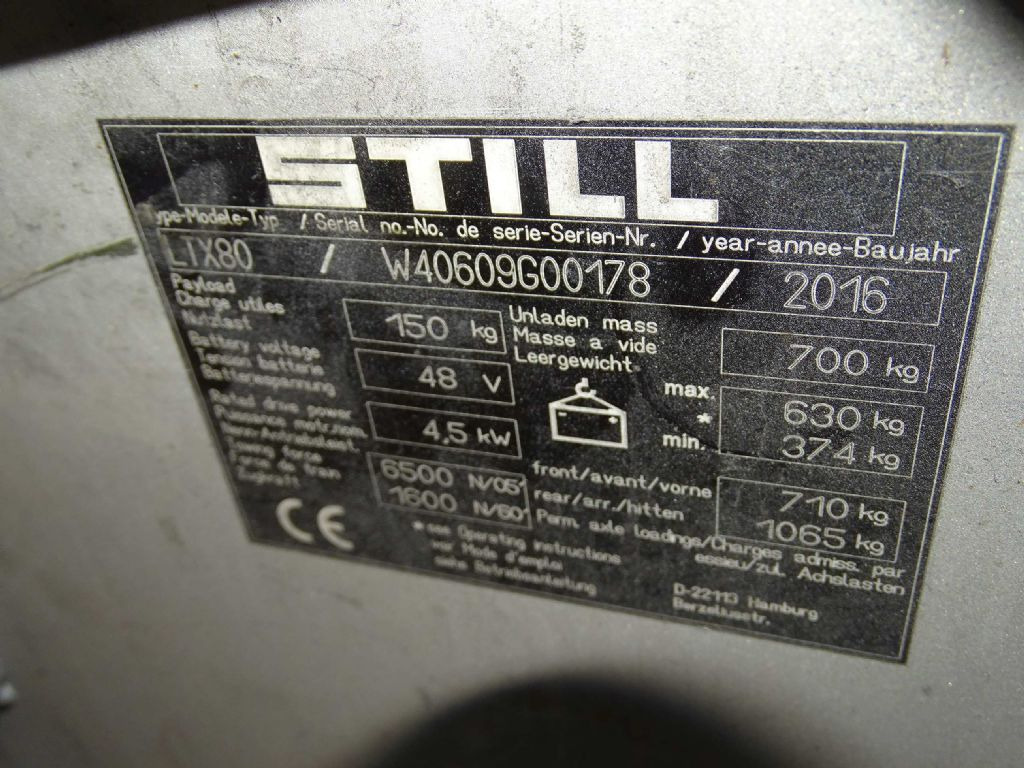 STILL
Type-Modele-Typ / Serial no.-No. de serie-Serien-Nr. / year-annee-Baujahr
LTX80 / W40609G00178 / 2016
Payload
Charge utiles
Nutzlast
150 kg
Unladen mass
Masse a vide
Leergewicht
700 kg
Battery voltage
Tension batterie
Batteriespannung
48 V
max. 630 kg
*
min. 374 kg
Rated drive power
4,5 kW
Towing force
Zugkraft
6500 N/05'
1600 N/60'
front/avant/vorne 710 kg
rear/arr./hitten 1065 kg
Perm. axle loadings/Charges admiss. par
essieu/zul. Achslasten
CE
* see Operating instructions
voir Mode d'emploi
siehe Betriebsanleitung
D-22113 Hamburg
Berzeliusstr.